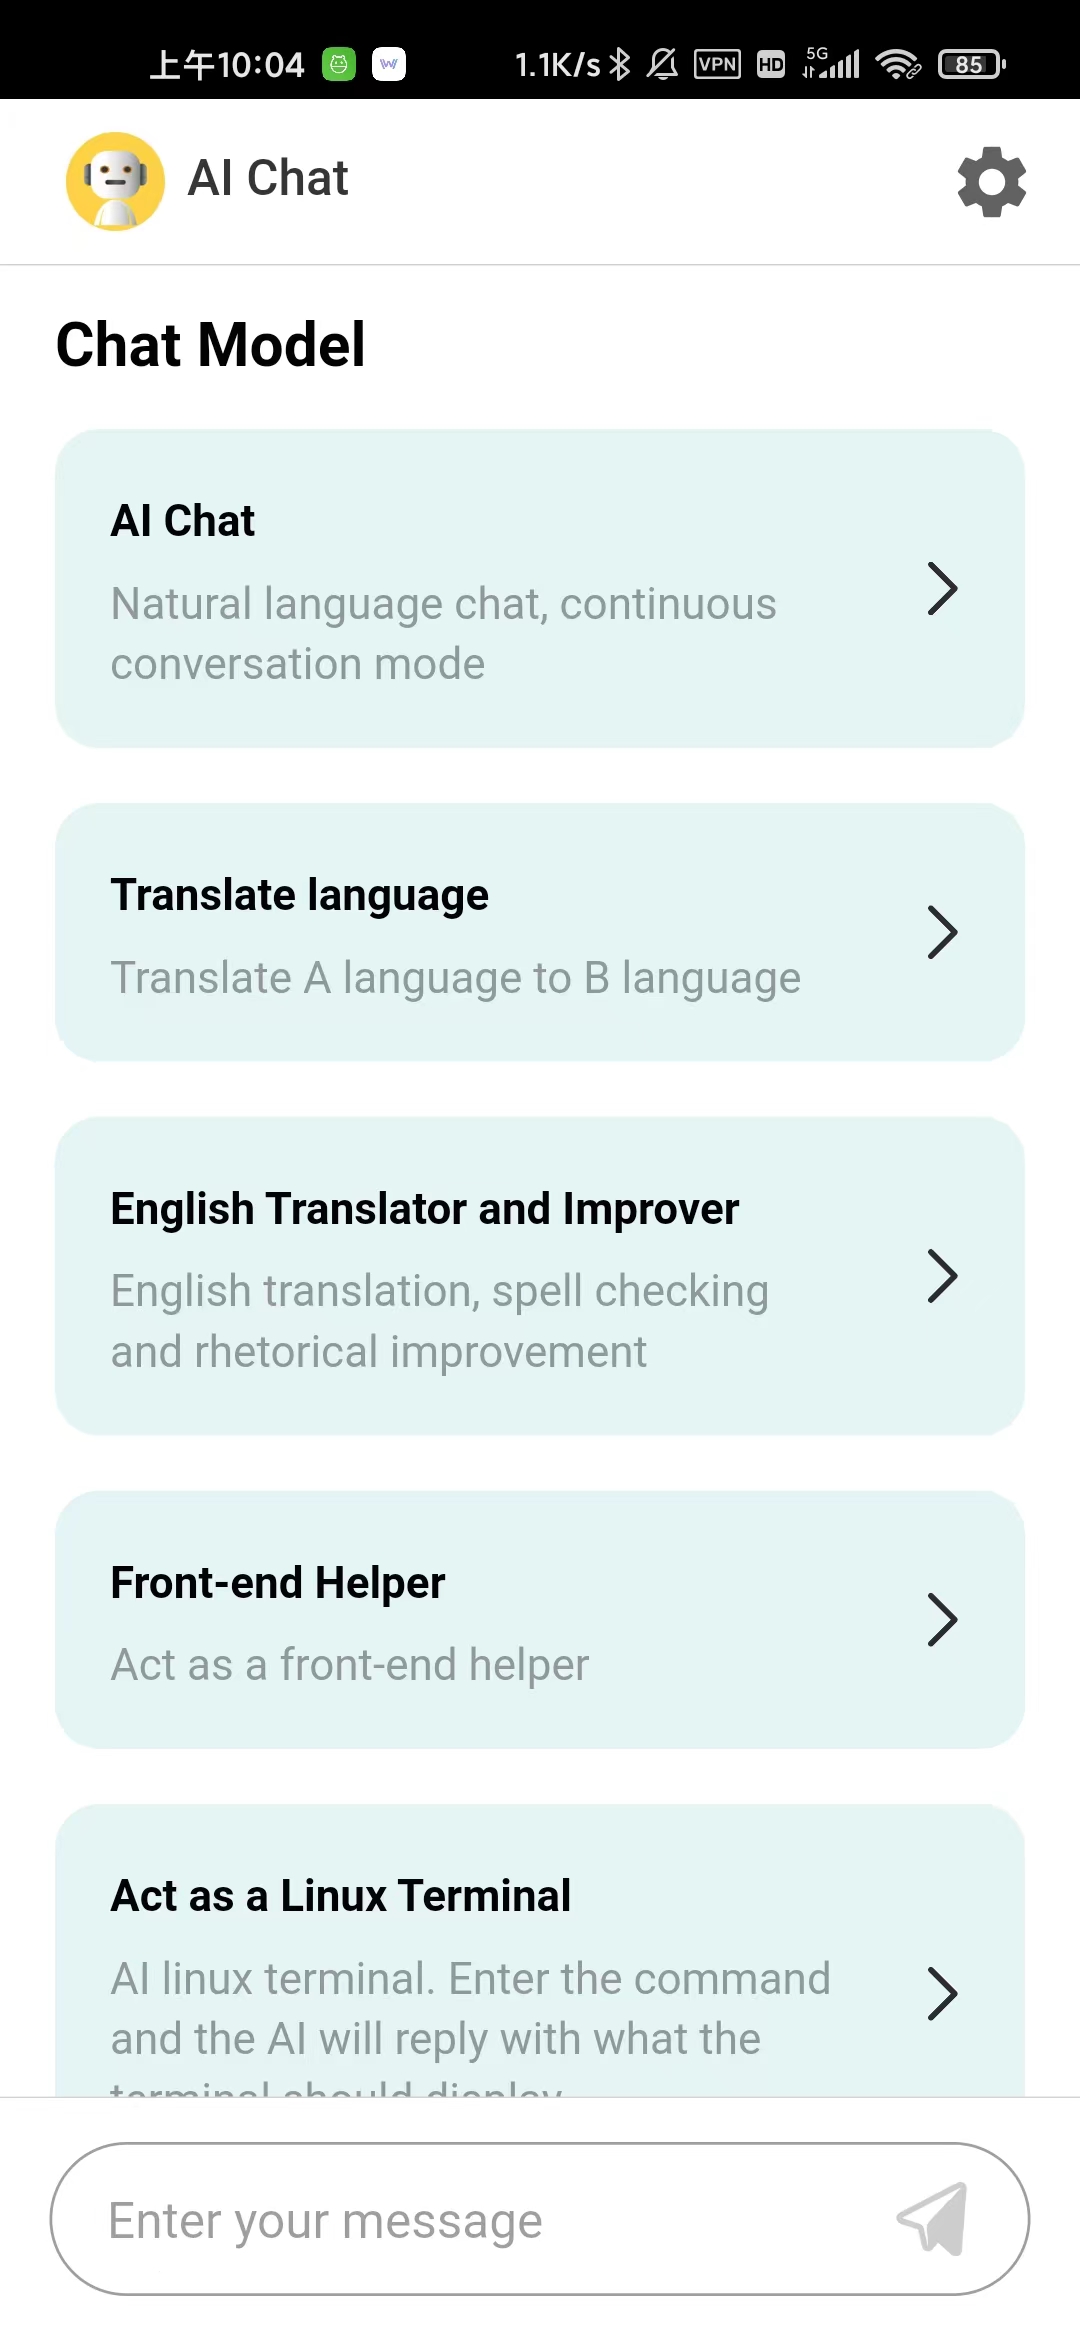 上午10:04 1.1K/s VPN HD 5G 85
AI Chat
Chat Model
AI Chat
Natural language chat, continuous
conversation mode
Translate language
Translate A language to B language
English Translator and Improver
English translation, spell checking
and rhetorical improvement
Front-end Helper
Act as a front-end helper
Act as a Linux Terminal
AI linux terminal. Enter the command
and the AI will reply with what the
terminal should display
Enter your message